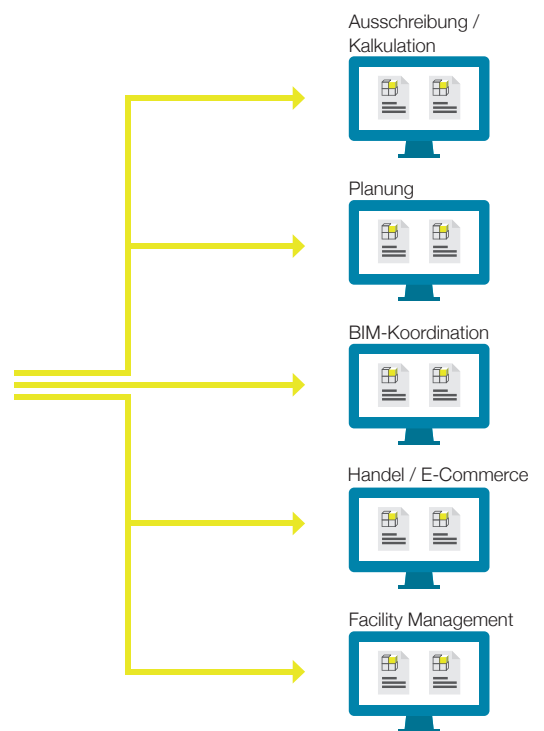 Ausschreibung /
Kalkulation
Planung
BIM-Koordination
Handel / E-Commerce
Facility Management